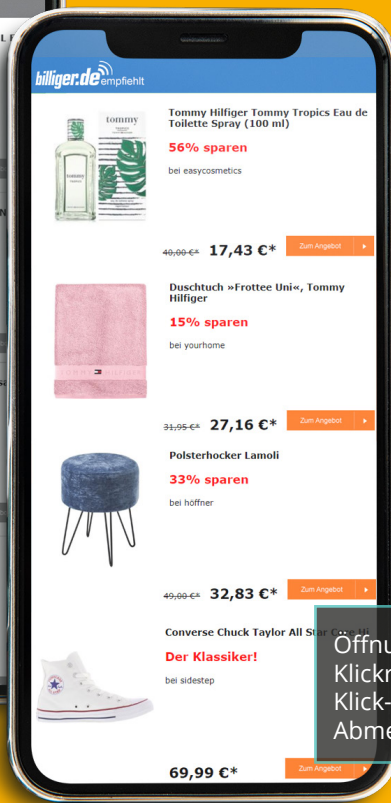 billiger.de empfiehlt
Tommy Hilfiger Tommy Tropics Eau de
Toilette Spray (100 ml)
56% sparen
bei easycosmetics
tommy
tommy
40,00 €* 17,43 €* Zum Angebot
Duschtuch »Frottee Uni«, Tommy
Hilfiger
15% sparen
bei yourhome
31,95 €* 27,16 €* Zum Angebot
Polsterhocker Lamoli
33% sparen
bei höffner
49,00 €* 32,83 €* Zum Angebot
Converse Chuck Taylor All Star Core Hi
Der Klassiker!
bei sidestep
69,99 €* Zum Angebot
Öffnu
Klickr
Klick-
Abme